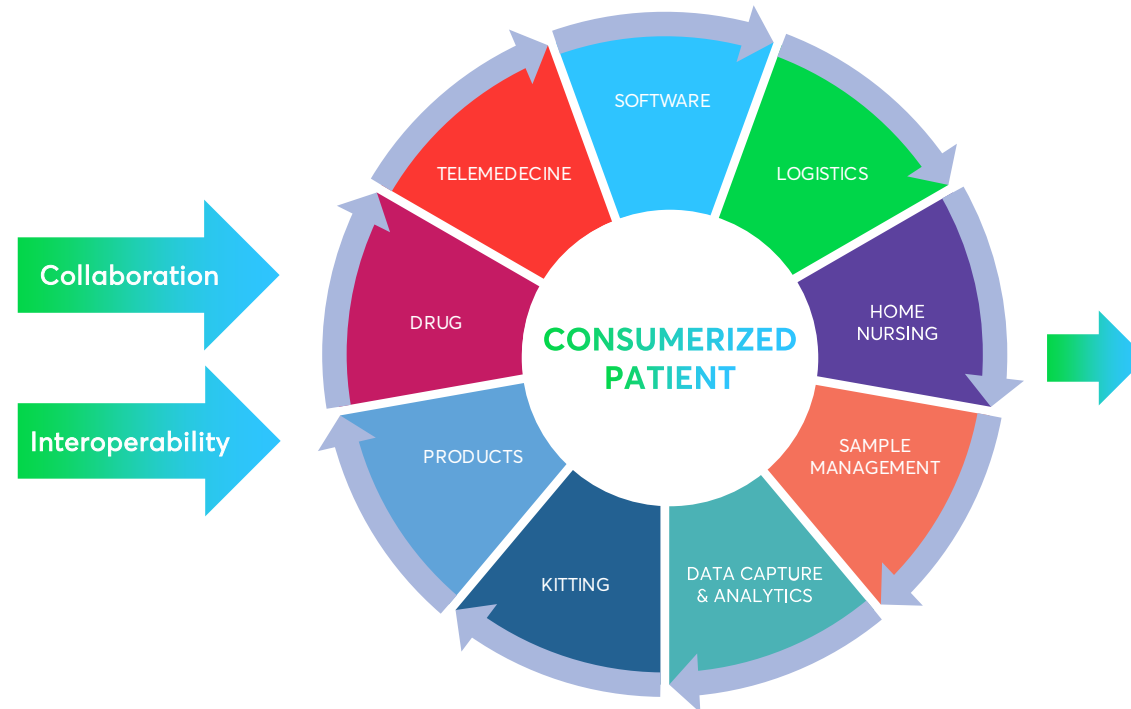 SOFTWARE
LOGISTICS
HOME
NURSING
SAMPLE
MANAGEMENT
DATA CAPTURE
& ANALYTICS
KITTING
PRODUCTS
DRUG
TELEMEDECINE
CONSUMERIZED
PATIENT
Collaboration
Interoperability